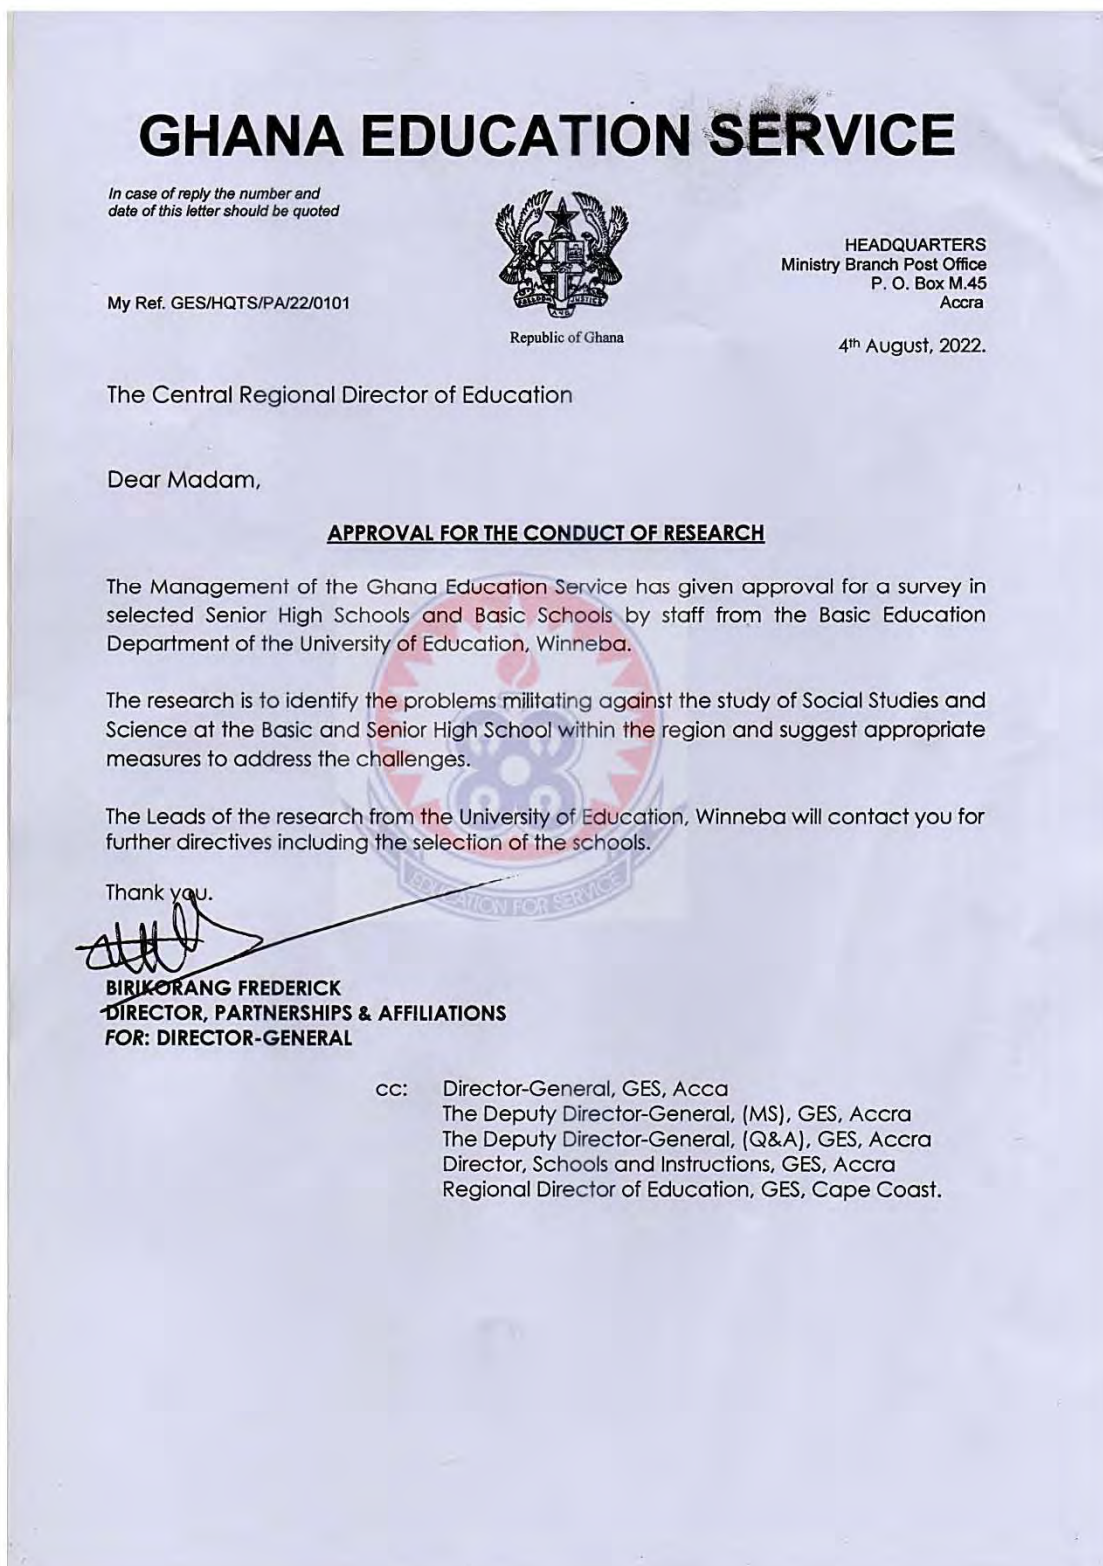 GHANA EDUCATION SERVICE
In case of reply the number and
date of this letter should be quoted
HEADQUARTERS
Ministry Branch Post Office
P. O. Box M.45
Accra
My Ref. GES/HQTS/PA/22/0101
FREEDOM AND JUSTICE
Republic of Ghana
4th August, 2022.
The Central Regional Director of Education
Dear Madam,
APPROVAL FOR THE CONDUCT OF RESEARCH
The Management of the Ghana Education Service has given approval for a survey in
selected Senior High Schools and Basic Schools by staff from the Basic Education
Department of the University of Education, Winneba.
The research is to identify the problems militating against the study of Social Studies and
Science at the Basic and Senior High School within the region and suggest appropriate
measures to address the challenges.
The Leads of the research from the University of Education, Winneba will contact you for
further directives including the selection of the schools.
EDUCATION FOR SERVICE
Thank you.
BIRIKORANG FREDERICK
DIRECTOR, PARTNERSHIPS & AFFILIATIONS
FOR: DIRECTOR-GENERAL
cc: Director-General, GES, Acca
The Deputy Director-General, (MS), GES, Accra
The Deputy Director-General, (Q&A), GES, Accra
Director, Schools and Instructions, GES, Accra
Regional Director of Education, GES, Cape Coast.